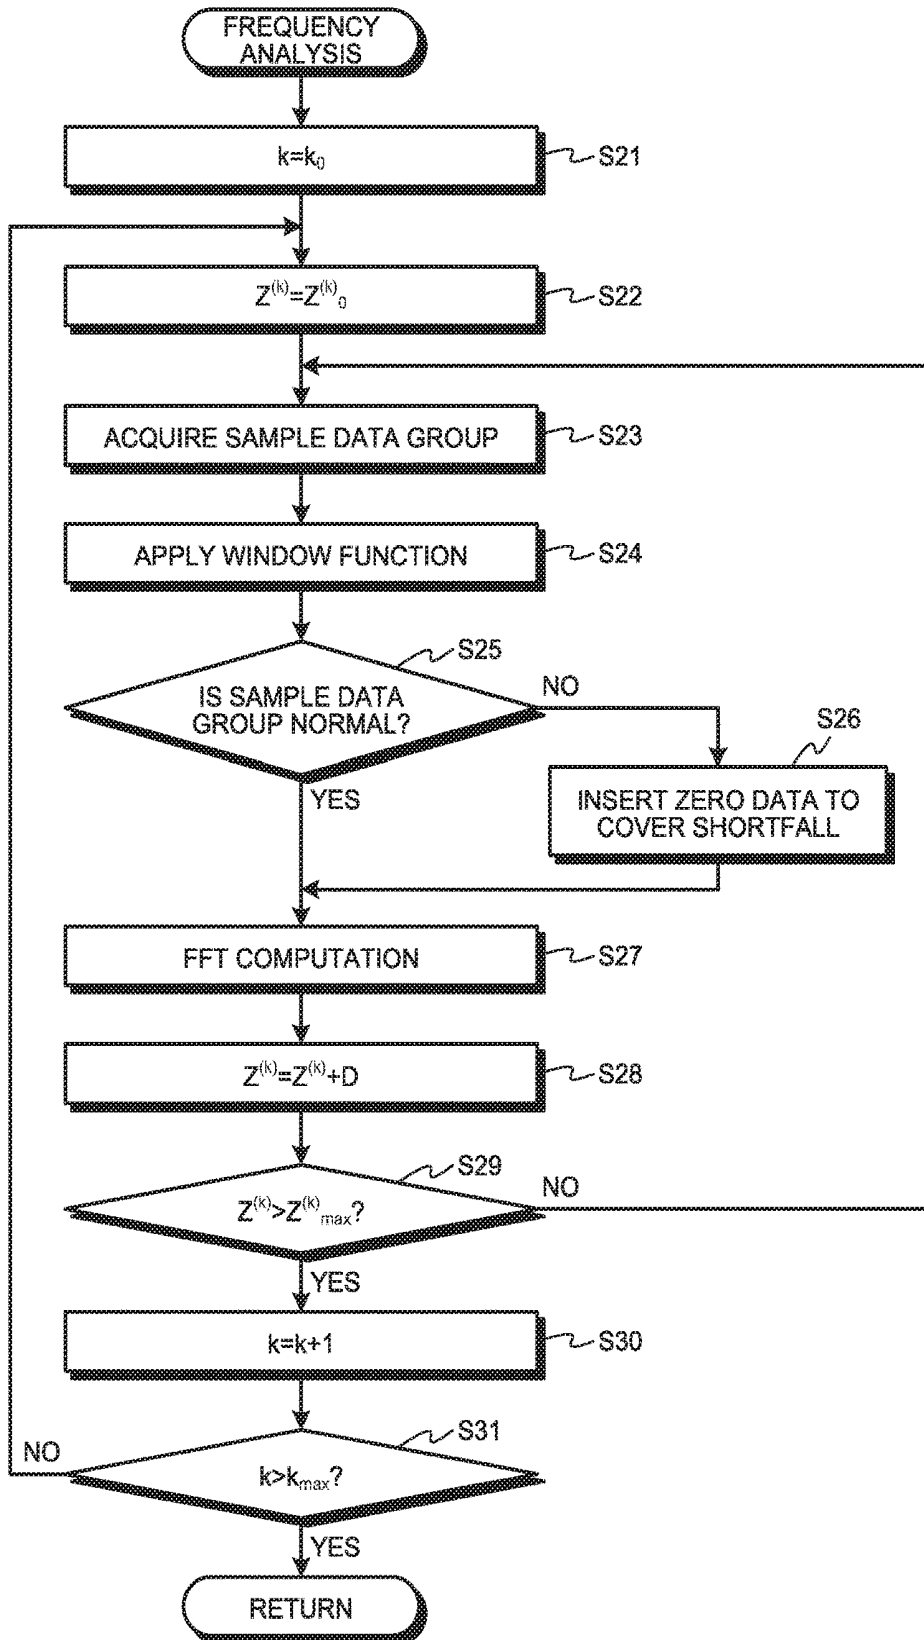 FREQUENCY
ANALYSIS
k=k₀
S21
Z⁽ᵏ⁾=Z⁽ᵏ⁾₀
S22
ACQUIRE SAMPLE DATA GROUP
S23
APPLY WINDOW FUNCTION
S24
S25
IS SAMPLE DATA
GROUP NORMAL?
NO
YES
S26
INSERT ZERO DATA TO
COVER SHORTFALL
FFT COMPUTATION
S27
Z⁽ᵏ⁾=Z⁽ᵏ⁾+D
S28
S29
Z⁽ᵏ⁾>Z⁽ᵏ⁾max?
NO
YES
k=k+1
S30
S31
NO
k>kmax?
YES
RETURN